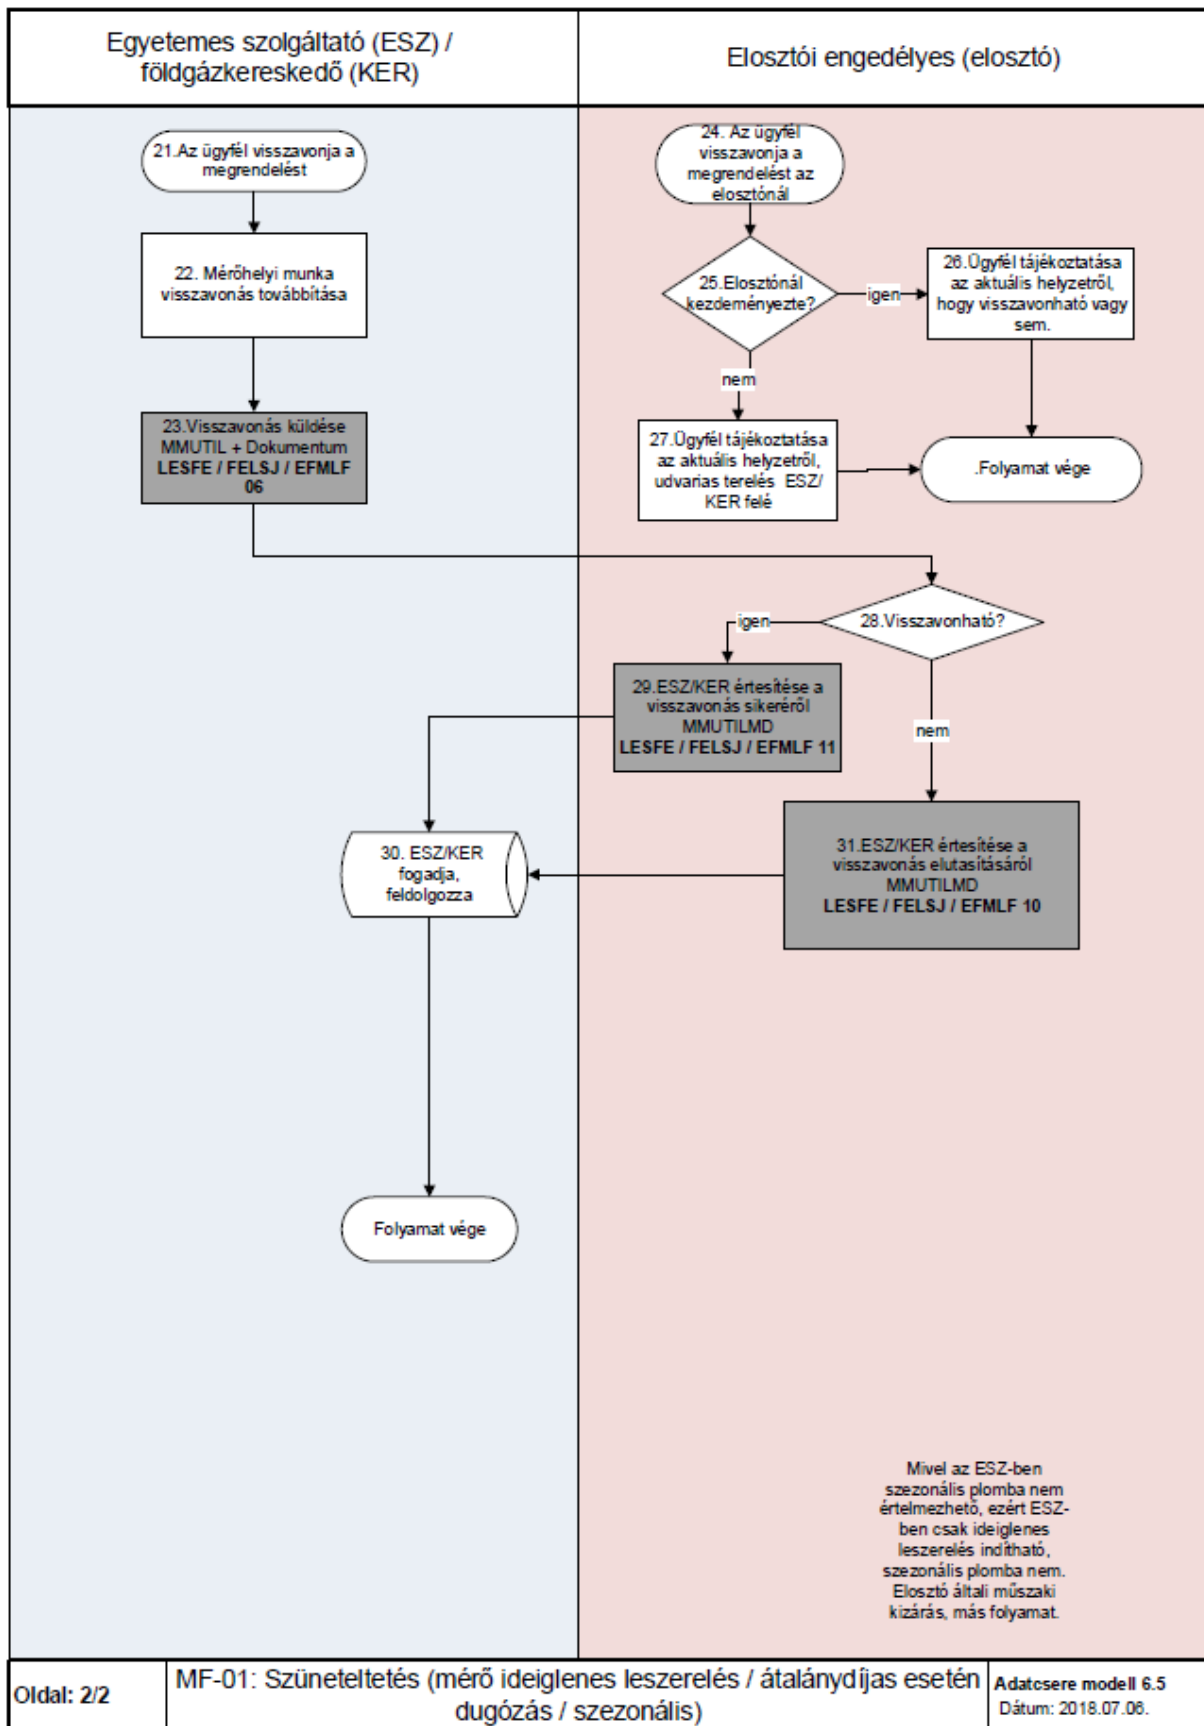 Egyetemes szolgáltató (ESZ) /
földgázkereskedő (KER)
Elosztói engedélyes (elosztó)
21.Az ügyfél visszavonja a
megrendelést
22. Mérőhelyi munka
visszavonás továbbítása
23.Visszavonás küldése
MMUTIL + Dokumentum
LESFE / FELSJ / EFMLF
06
24. Az ügyfél
visszavonja a
megrendelést az
elosztónál
25.Elosztónál
kezdeményezte?
igen
26.Ügyfél tájékoztatása
az aktuális helyzetről,
hogy visszavonható vagy
sem.
nem
27.Ügyfél tájékoztatása
az aktuális helyzetről,
udvarias terelés ESZ/
KER felé
.Folyamat vége
28.Visszavonható?
igen
29.ESZ/KER értesítése a
visszavonás sikeréről
MMUTILMD
LESFE / FELSJ / EFMLF 11
nem
30. ESZ/KER
fogadja,
feldolgozza
31.ESZ/KER értesítése a
visszavonás elutasításáról
MMUTILMD
LESFE / FELSJ / EFMLF 10
Folyamat vége
Mivel az ESZ-ben
szezonális plomba nem
értelmezhető, ezért ESZ-
ben csak ideiglenes
leszerelés indítható,
szezonális plomba nem.
Elosztó általi műszaki
kizárás, más folyamat.
Oldal: 2/2
MF-01: Szüneteltetés (mérő ideiglenes leszerelés / átalánydíjas esetén
dugózás / szezonális)
Adatcsere modell 6.5
Dátum: 2018.07.06.